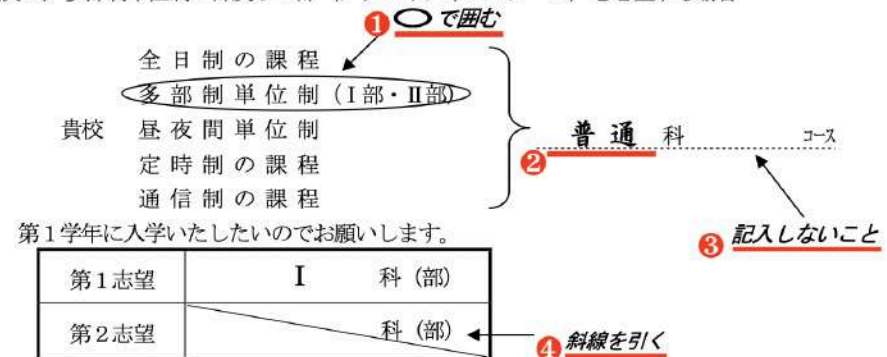 ❶ ○で囲む
全日制の課程
多部制単位制(Ⅰ部・Ⅱ部)
貴校 昼夜間単位制
定時制の課程
通信制の課程
❷ 普通科 コース
❸ 記入しないこと
第1学年に入学いたしたいのでお願いします。
第1志望 Ⅰ 科(部)
第2志望 科(部)
❹ 斜線を引く